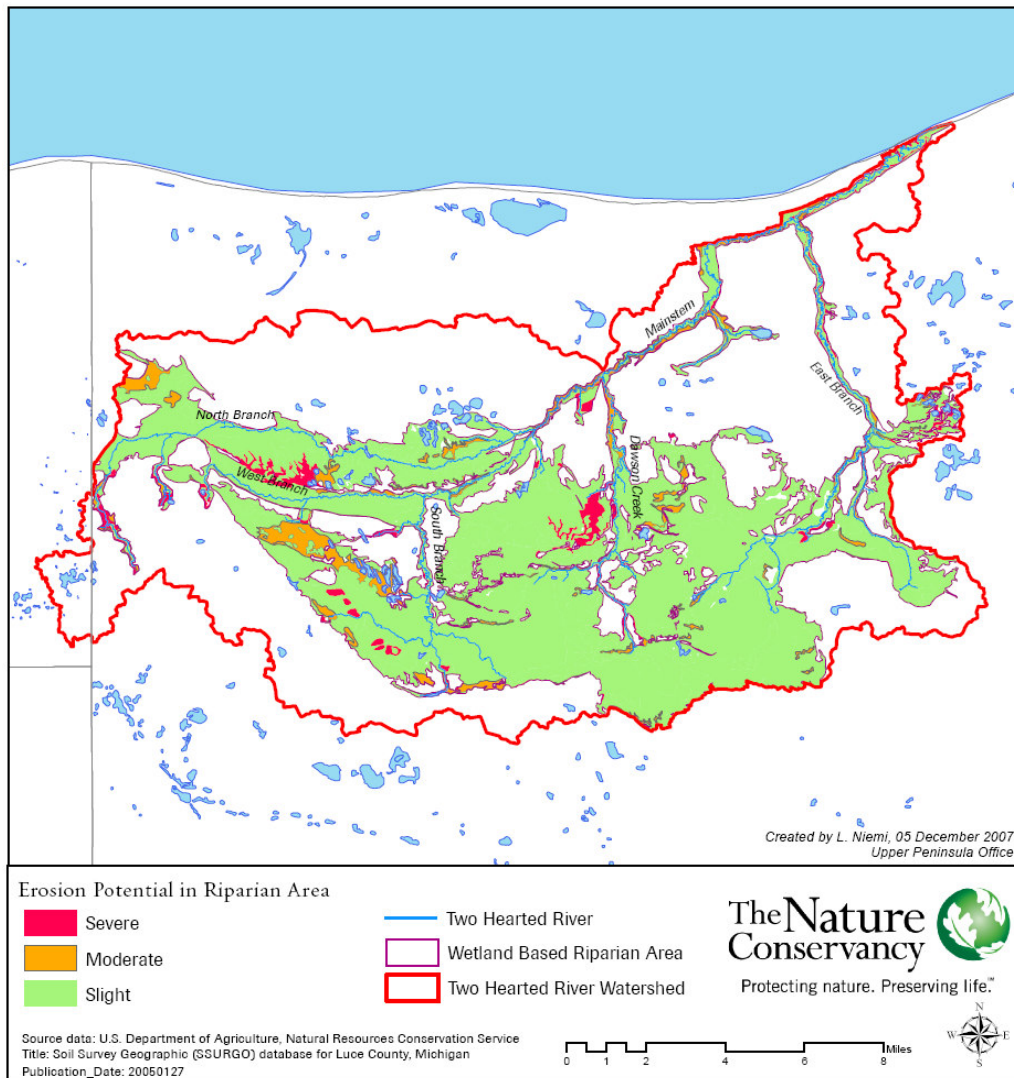 Mainstem
East Branch
North Branch
West Branch
South Branch
Dawson Creek
Created by L. Niemi, 05 December 2007
Upper Peninsula Office
Erosion Potential in Riparian Area
Severe
Moderate
Slight
Two Hearted River
Wetland Based Riparian Area
Two Hearted River Watershed
The Nature
Conservancy
Protecting nature. Preserving life.℠
Source data: U.S. Department of Agriculture, Natural Resources Conservation Service
Title: Soil Survey Geographic (SSURGO) database for Luce County, Michigan
Publication_Date: 20050127
0 1 2 4 6 8 Miles
N
W E
S